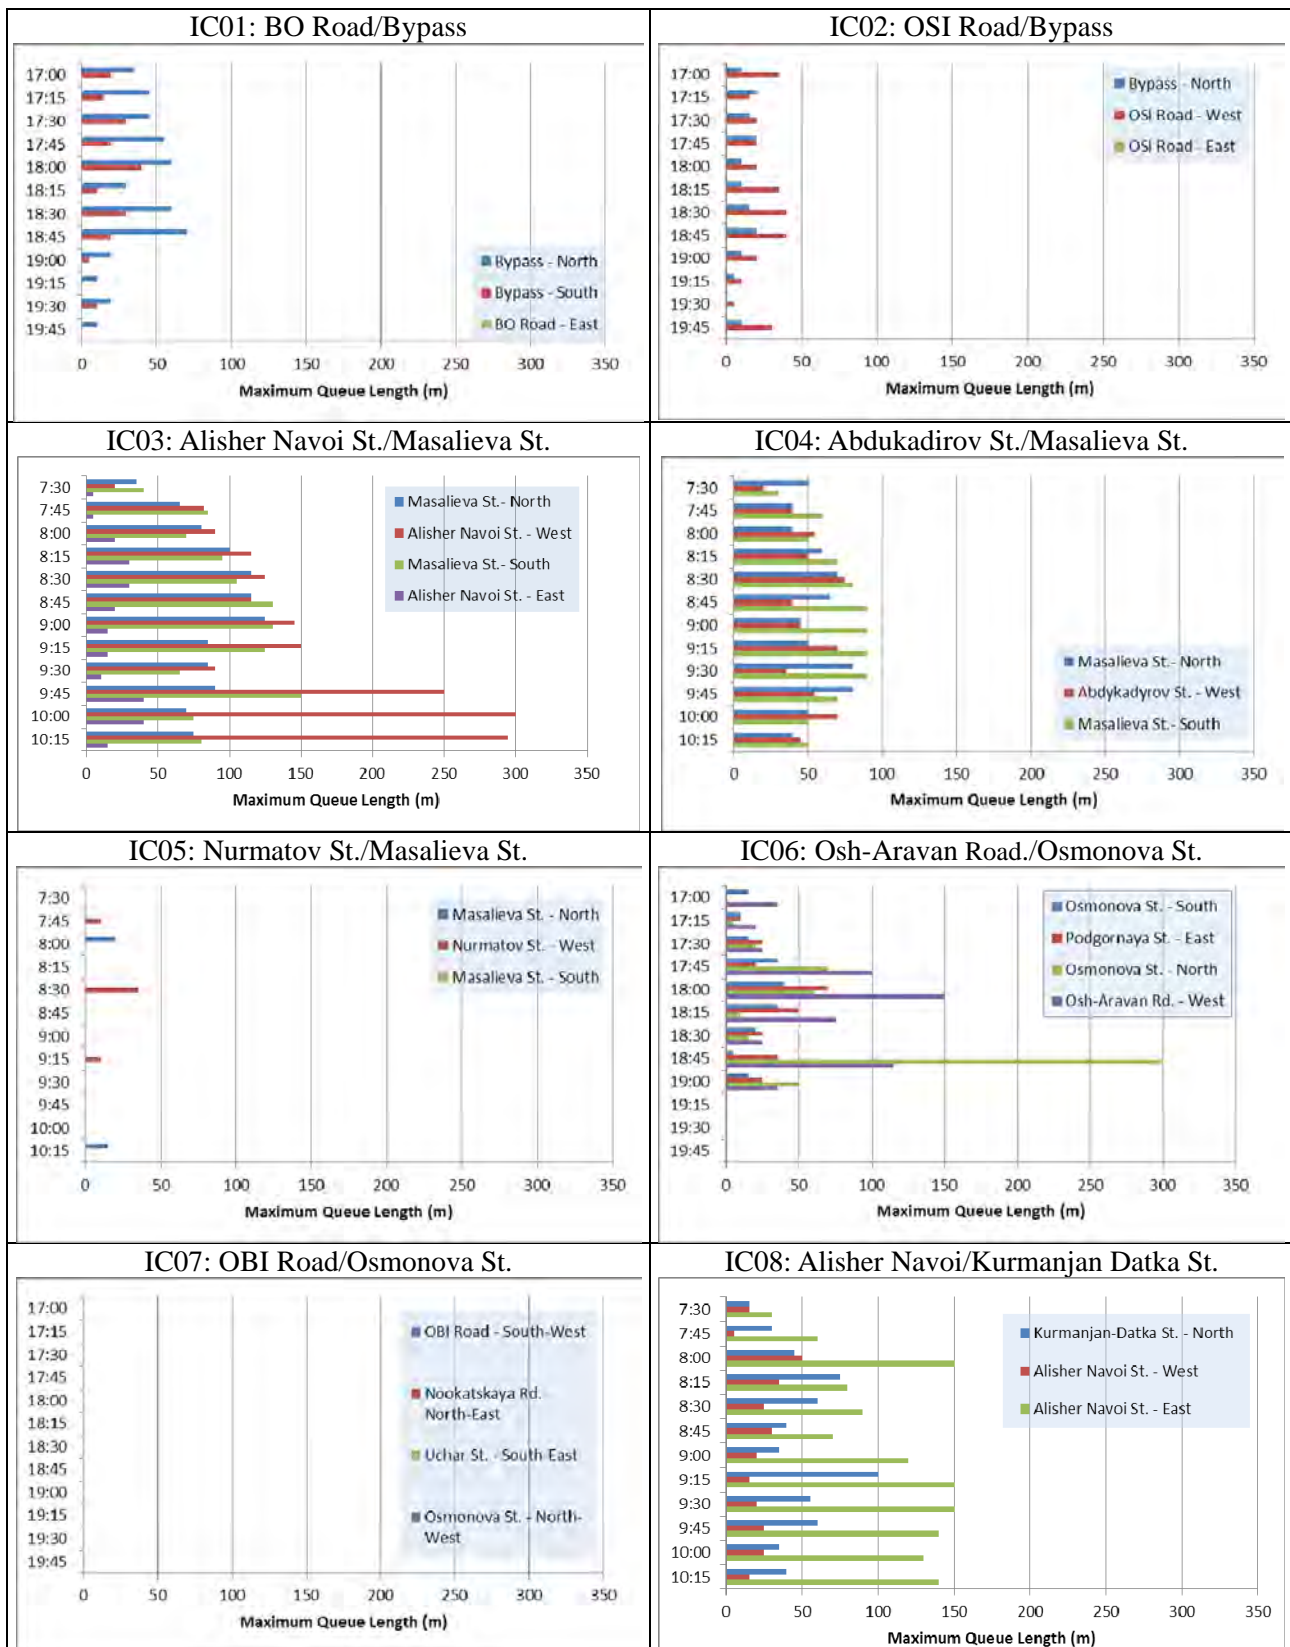 IC01: BO Road/Bypass
17:00
17:15
17:30
17:45
18:00
18:15
18:30
18:45
19:00
19:15
19:30
19:45
Bypass - North
Bypass - South
BO Road - East
0 50 100 150 200 250 300 350
Maximum Queue Length (m)
IC02: OSI Road/Bypass
17:00
17:15
17:30
17:45
18:00
18:15
18:30
18:45
19:00
19:15
19:30
19:45
Bypass - North
OSI Road - West
OSI Road - East
0 50 100 150 200 250 300 350
Maximum Queue Length (m)
IC03: Alisher Navoi St./Masalieva St.
7:30
7:45
8:00
8:15
8:30
8:45
9:00
9:15
9:30
9:45
10:00
10:15
Masalieva St.- North
Alisher Navoi St. - West
Masalieva St.- South
Alisher Navoi St. - East
0 50 100 150 200 250 300 350
Maximum Queue Length (m)
IC04: Abdukadirov St./Masalieva St.
7:30
7:45
8:00
8:15
8:30
8:45
9:00
9:15
9:30
9:45
10:00
10:15
Masalieva St.- North
Abdykadyrov St. - West
Masalieva St.- South
0 50 100 150 200 250 300 350
Maximum Queue Length (m)
IC05: Nurmatov St./Masalieva St.
7:30
7:45
8:00
8:15
8:30
8:45
9:00
9:15
9:30
9:45
10:00
10:15
Masalieva St. - North
Nurmatov St. - West
Masalieva St. - South
0 50 100 150 200 250 300 350
Maximum Queue Length (m)
IC06: Osh-Aravan Road./Osmonova St.
17:00
17:15
17:30
17:45
18:00
18:15
18:30
18:45
19:00
19:15
19:30
19:45
Osmonova St. - South
Podgornaya St. - East
Osmonova St. - North
Osh-Aravan Rd. - West
0 50 100 150 200 250 300 350
Maximum Queue Length (m)
IC07: OBI Road/Osmonova St.
17:00
17:15
17:30
17:45
18:00
18:15
18:30
18:45
19:00
19:15
19:30
19:45
OBI Road - South-West
Nookatskaya Rd. -
North-East
Uchar St. - South-East
Osmonova St. - North-
West
0 50 100 150 200 250 300 350
Maximum Queue Length (m)
IC08: Alisher Navoi/Kurmanjan Datka St.
7:30
7:45
8:00
8:15
8:30
8:45
9:00
9:15
9:30
9:45
10:00
10:15
Kurmanjan-Datka St. - North
Alisher Navoi St. - West
Alisher Navoi St. - East
0 50 100 150 200 250 300 350
Maximum Queue Length (m)